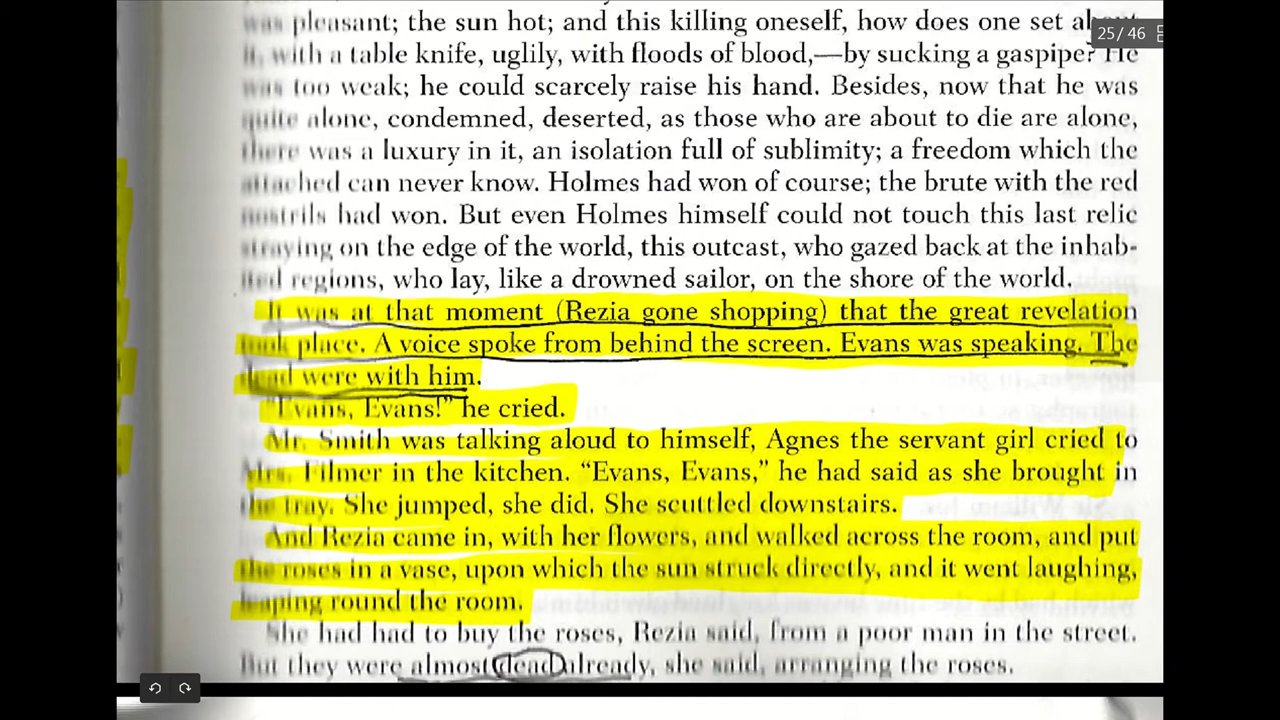 was pleasant; the sun hot; and this killing oneself, how does one set about
it, with a table knife, uglily, with floods of blood,—by sucking a gaspipe? He
was too weak; he could scarcely raise his hand. Besides, now that he was
quite alone, condemned, deserted, as those who are about to die are alone,
there was a luxury in it, an isolation full of sublimity; a freedom which the
attached can never know. Holmes had won of course; the brute with the red
nostrils had won. But even Holmes himself could not touch this last relic
straying on the edge of the world, this outcast, who gazed back at the inhab-
ited regions, who lay, like a drowned sailor, on the shore of the world.
It was at that moment (Rezia gone shopping) that the great revelation
took place. A voice spoke from behind the screen. Evans was speaking. The
dead were with him.
"Evans, Evans!" he cried.
Mr. Smith was talking aloud to himself, Agnes the servant girl cried to
Mrs. Filmer in the kitchen. "Evans, Evans," he had said as she brought in
the tray. She jumped, she did. She scuttled downstairs.
And Rezia came in, with her flowers, and walked across the room, and put
the roses in a vase, upon which the sun struck directly, and it went laughing,
leaping round the room.
She had had to buy the roses, Rezia said, from a poor man in the street.
But they were almost dead already, she said, arranging the roses.
25 / 46